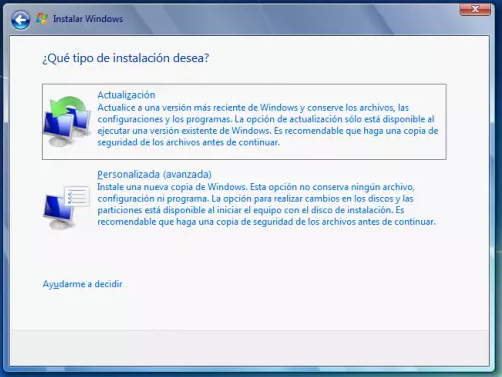 Instalar Windows
¿Qué tipo de instalación desea?
Actualización
Actualice a una versión más reciente de Windows y conserve los archivos, las
configuraciones y los programas. La opción de actualización sólo está disponible al
ejecutar una versión existente de Windows. Es recomendable que haga una copia de
seguridad de los archivos antes de continuar.
Personalizada (avanzada)
Instale una nueva copia de Windows. Esta opción no conserva ningún archivo,
configuración ni programa. La opción para realizar cambios en los discos y las
particiones está disponible al iniciar el equipo con el disco de instalación. Es
recomendable que haga una copia de seguridad de los archivos antes de continuar.
Ayudarme a decidir